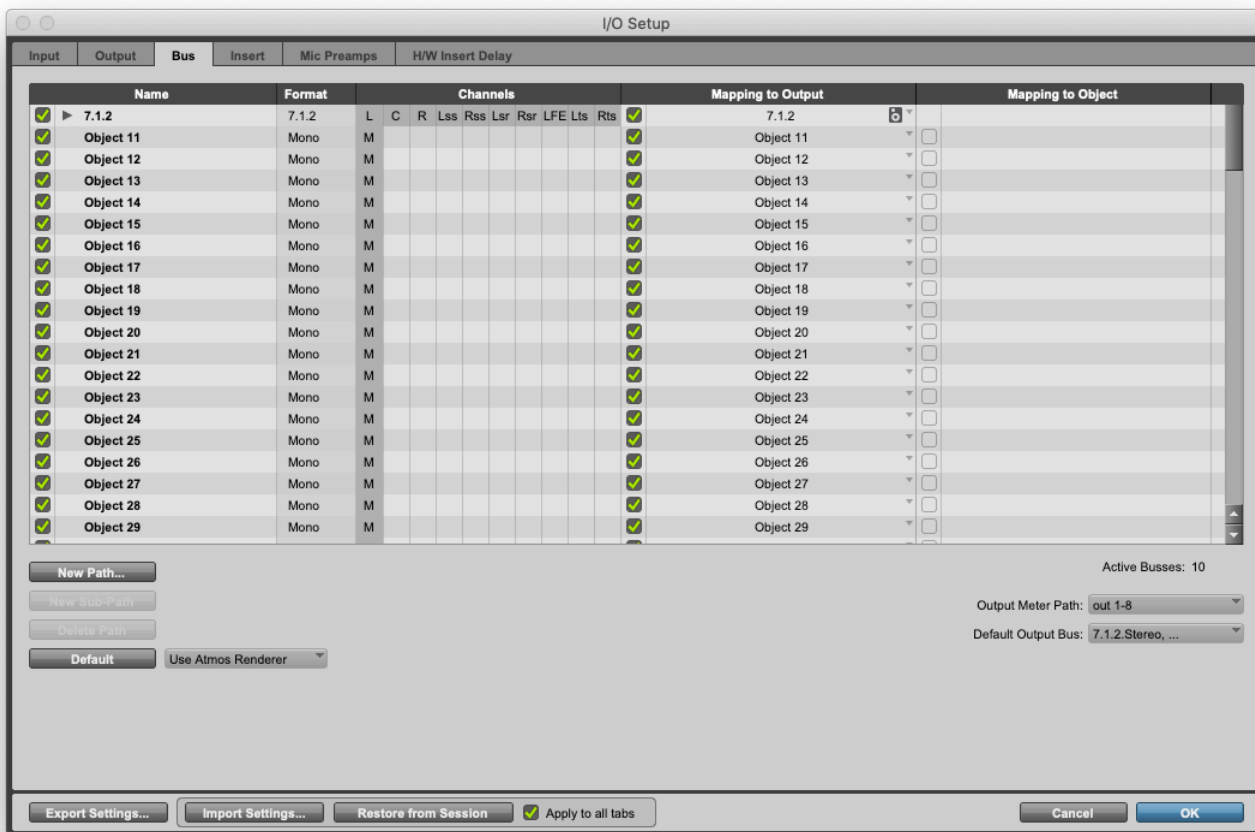 I/O Setup
Input Output Bus Insert Mic Preamps H/W Insert Delay
Name Format Channels Mapping to Output Mapping to Object
7.1.2 7.1.2 L C R Lss Rss Lsr Rsr LFE Lts Rts 7.1.2
Object 11 Mono M Object 11
Object 12 Mono M Object 12
Object 13 Mono M Object 13
Object 14 Mono M Object 14
Object 15 Mono M Object 15
Object 16 Mono M Object 16
Object 17 Mono M Object 17
Object 18 Mono M Object 18
Object 19 Mono M Object 19
Object 20 Mono M Object 20
Object 21 Mono M Object 21
Object 22 Mono M Object 22
Object 23 Mono M Object 23
Object 24 Mono M Object 24
Object 25 Mono M Object 25
Object 26 Mono M Object 26
Object 27 Mono M Object 27
Object 28 Mono M Object 28
Object 29 Mono M Object 29
New Path... Active Busses: 10
New Sub-Path Output Meter Path: out 1-8
Delete Path Default Output Bus: 7.1.2.Stereo, ...
Default Use Atmos Renderer
Export Settings... Import Settings... Restore from Session Apply to all tabs Cancel OK